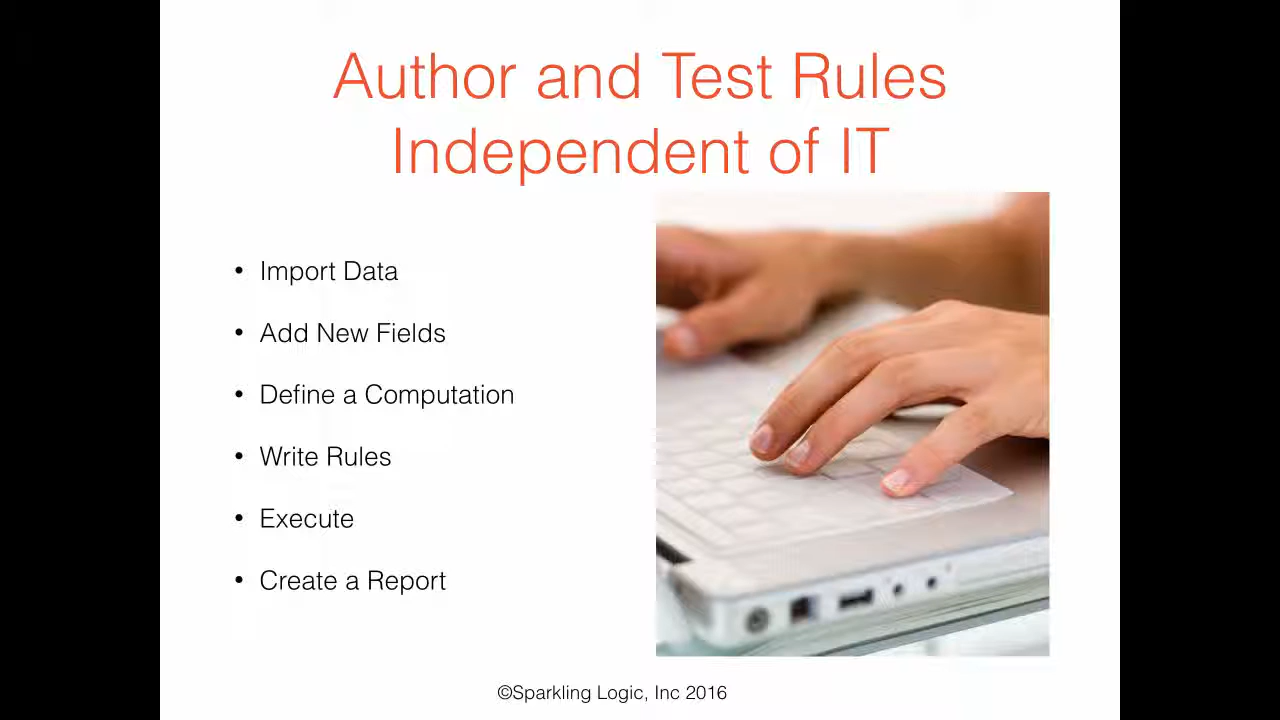 Author and Test Rules
Independent of IT
• Import Data
• Add New Fields
• Define a Computation
• Write Rules
• Execute
• Create a Report
©Sparkling Logic, Inc 2016